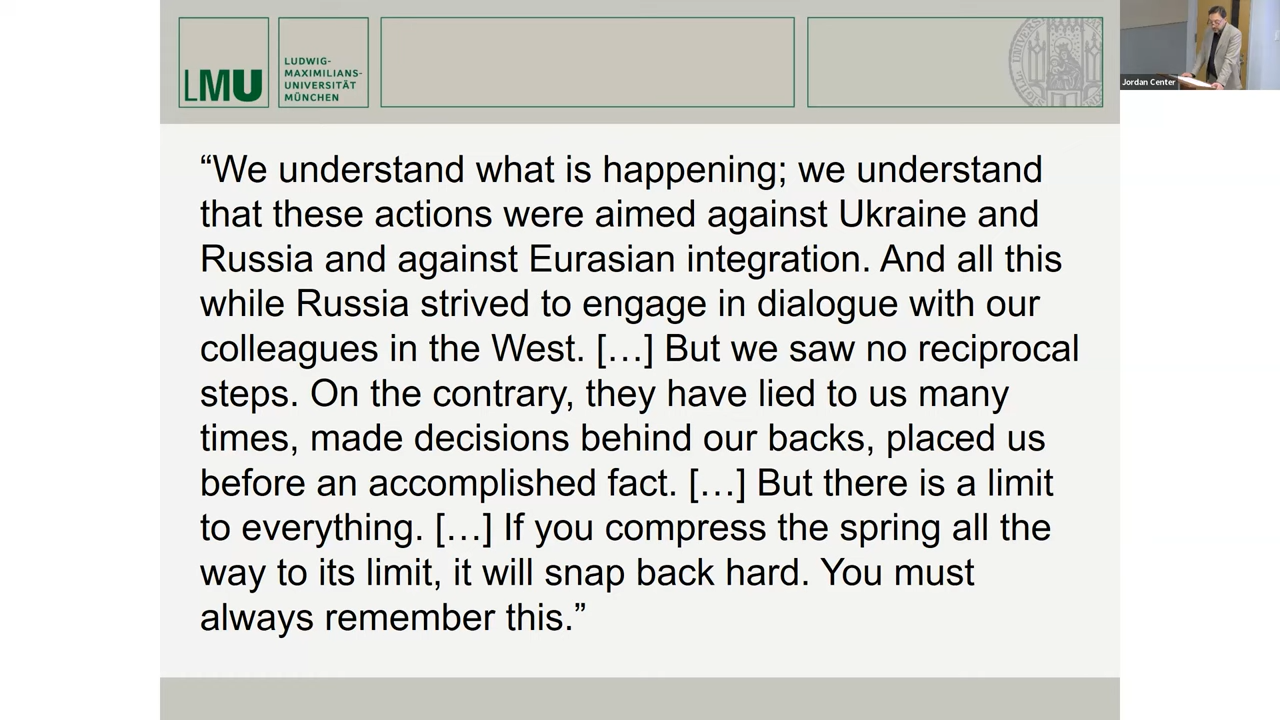 LMU
LUDWIG-
MAXIMILIANS-
UNIVERSITÄT
MÜNCHEN
Jordan Center
“We understand what is happening; we understand
that these actions were aimed against Ukraine and
Russia and against Eurasian integration. And all this
while Russia strived to engage in dialogue with our
colleagues in the West. […] But we saw no reciprocal
steps. On the contrary, they have lied to us many
times, made decisions behind our backs, placed us
before an accomplished fact. […] But there is a limit
to everything. […] If you compress the spring all the
way to its limit, it will snap back hard. You must
always remember this.”